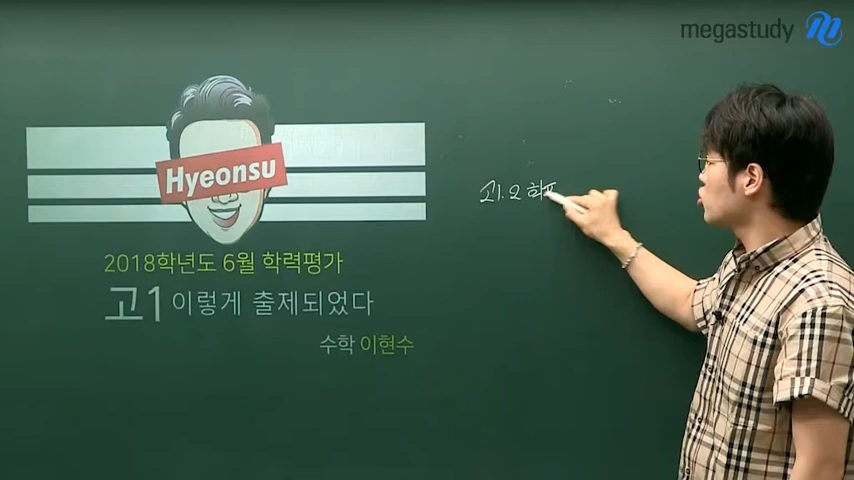 megastudy
Hyeonsu
2018학년도 6월 학력평가
고1 이렇게 출제되었다
수학 이현수
고1.2 학평